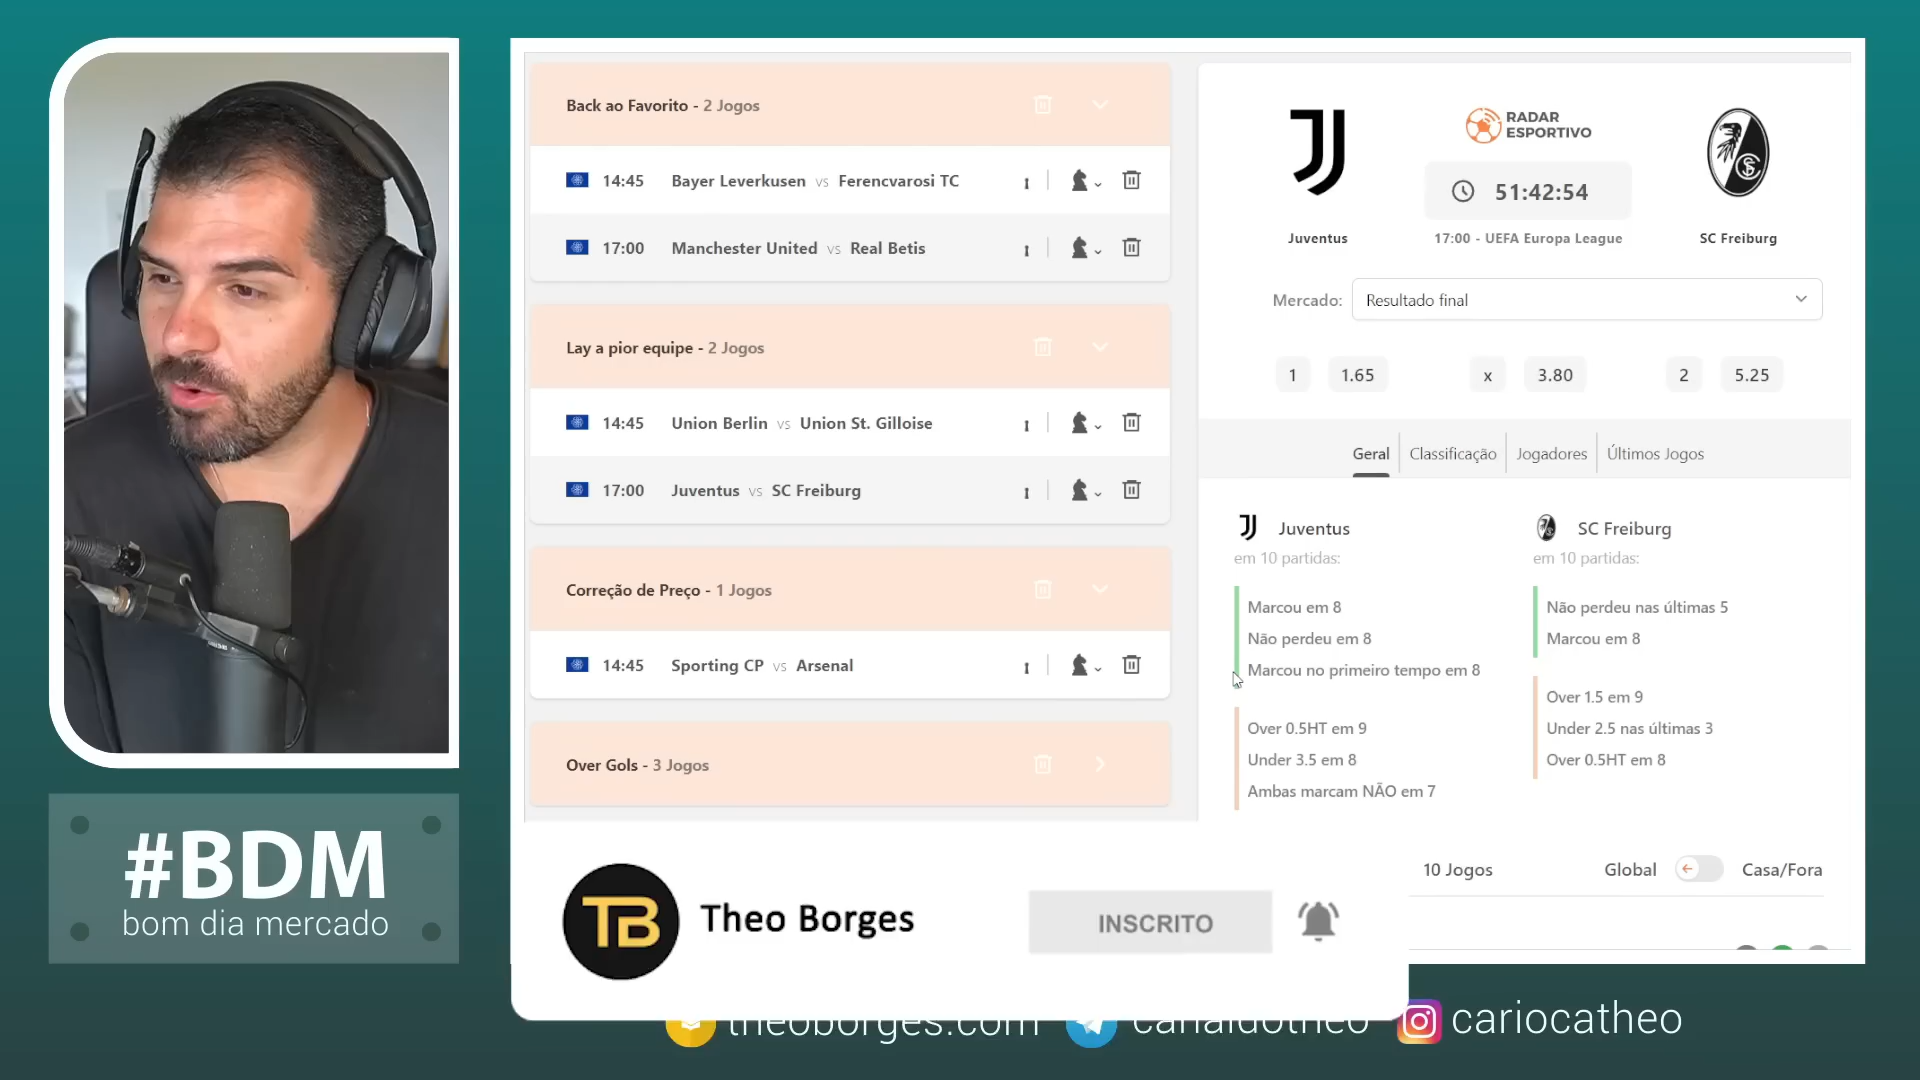 Back ao Favorito - 2 Jogos
14:45 Bayer Leverkusen vs Ferencvarosi TC
17:00 Manchester United vs Real Betis
Lay a pior equipe - 2 Jogos
14:45 Union Berlin vs Union St. Gilloise
17:00 Juventus vs SC Freiburg
Correção de Preço - 1 Jogos
14:45 Sporting CP vs Arsenal
Over Gols - 3 Jogos
RADAR
ESPORTIVO
51:42:54
Juventus
17:00 - UEFA Europa League
SC Freiburg
Mercado: Resultado final
1 1.65 x 3.80 2 5.25
Geral Classificação Jogadores Últimos Jogos
Juventus
em 10 partidas:
Marcou em 8
Não perdeu em 8
Marcou no primeiro tempo em 8
Over 0.5HT em 9
Under 3.5 em 8
Ambas marcam NÃO em 7
SC Freiburg
em 10 partidas:
Não perdeu nas últimas 5
Marcou em 8
Over 1.5 em 9
Under 2.5 nas últimas 3
Over 0.5HT em 8
10 Jogos Global Casa/Fora
#BDM
bom dia mercado
TB Theo Borges INSCRITO
theoborges.com canaldotheo cariocatheo